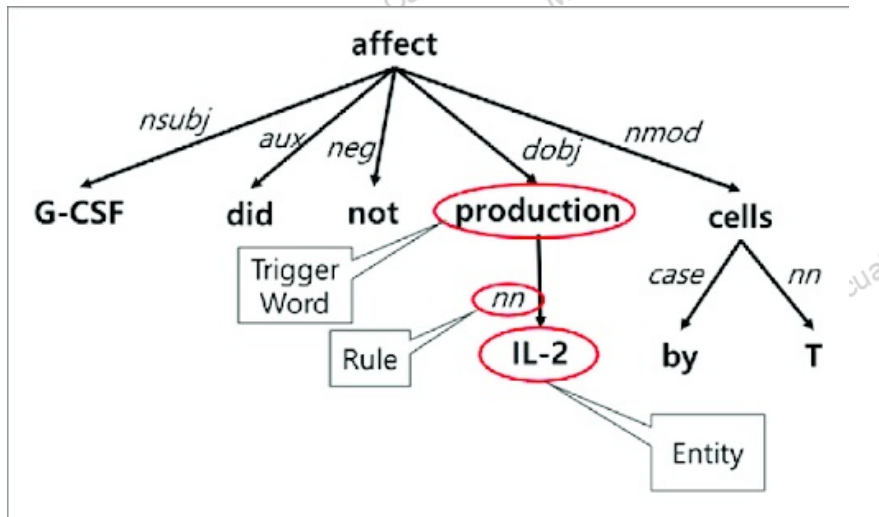 affect
nsubj
aux
neg
dobj
nmod
G-CSF
did
not
production
cells
Trigger
Word
nn
case
nn
Rule
IL-2
by
T
Entity